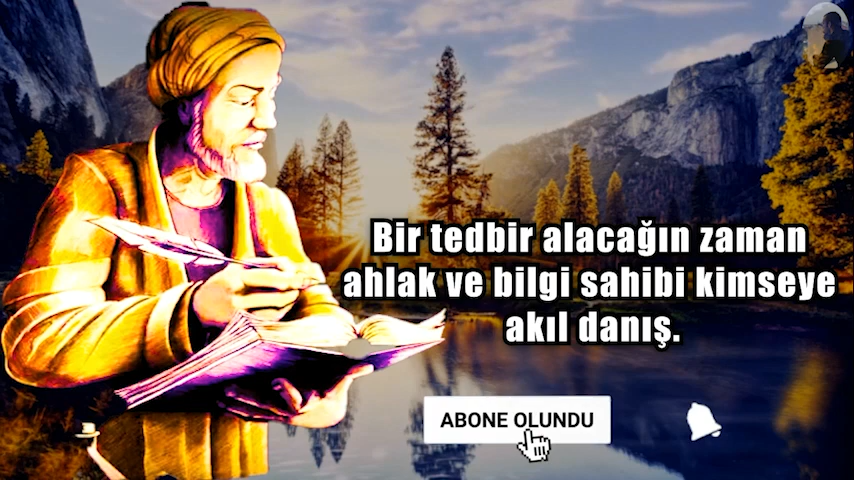 Bir tedbir alacağın zaman
ahlak ve bilgi sahibi kimseye
akıl danış.
ABONE OLUNDU